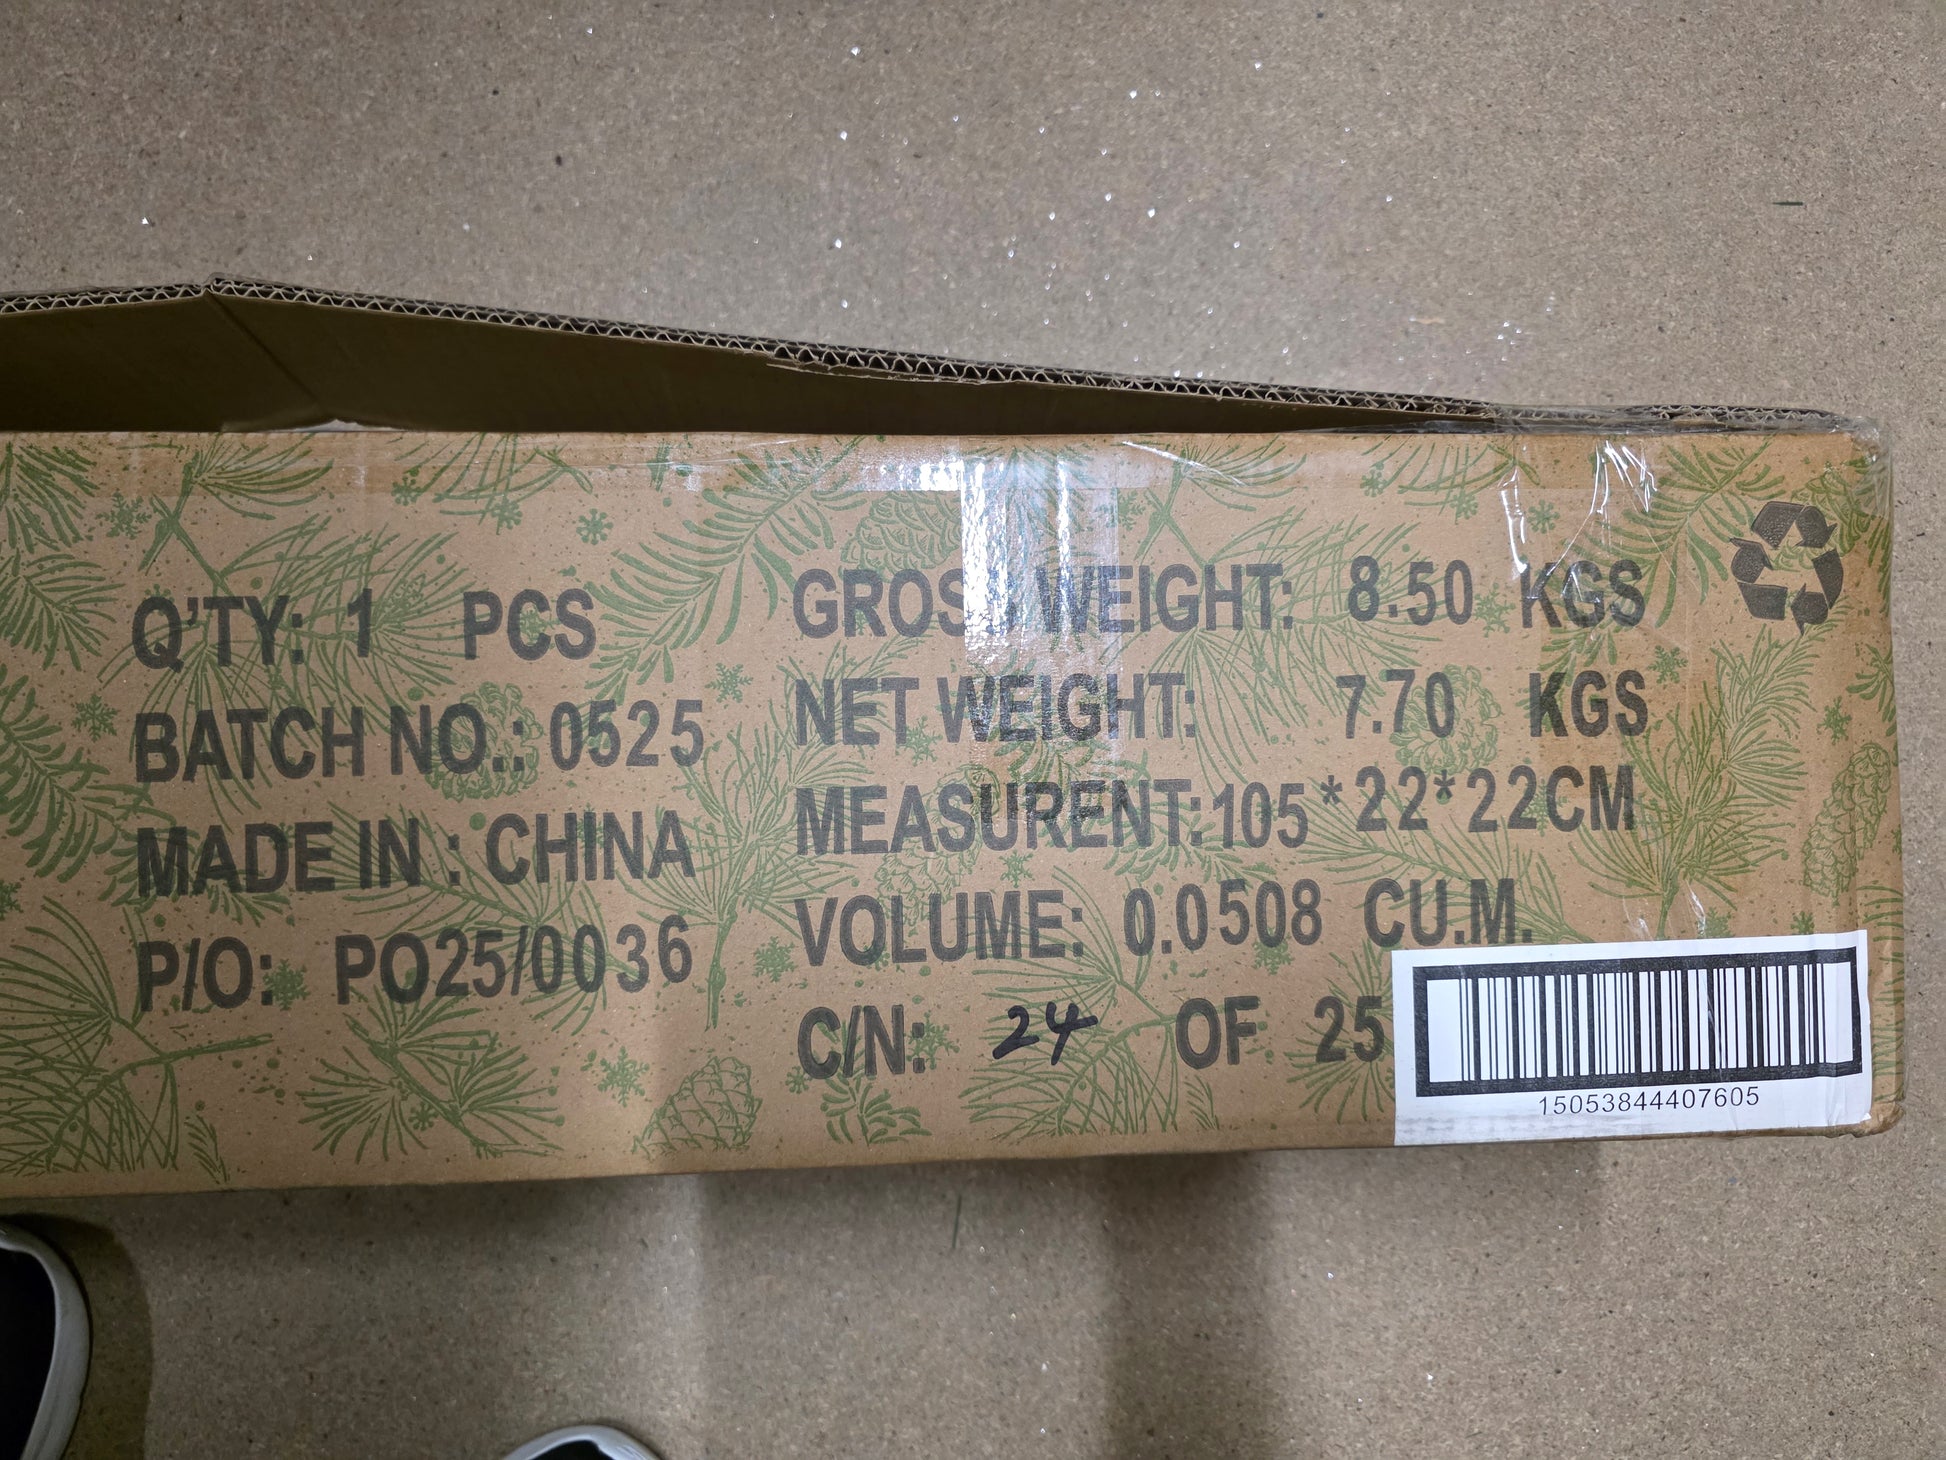 Q'TY: 1 PCS
BATCH NO.: 0525
MADE IN : CHINA
P/O: PO25/0036
GROSS WEIGHT: 8.50 KGS
NET WEIGHT: 7.70 KGS
MEASURENT:105*22*22CM
VOLUME: 0.0508 CU.M.
C/N: 24 OF 25
15053844407605